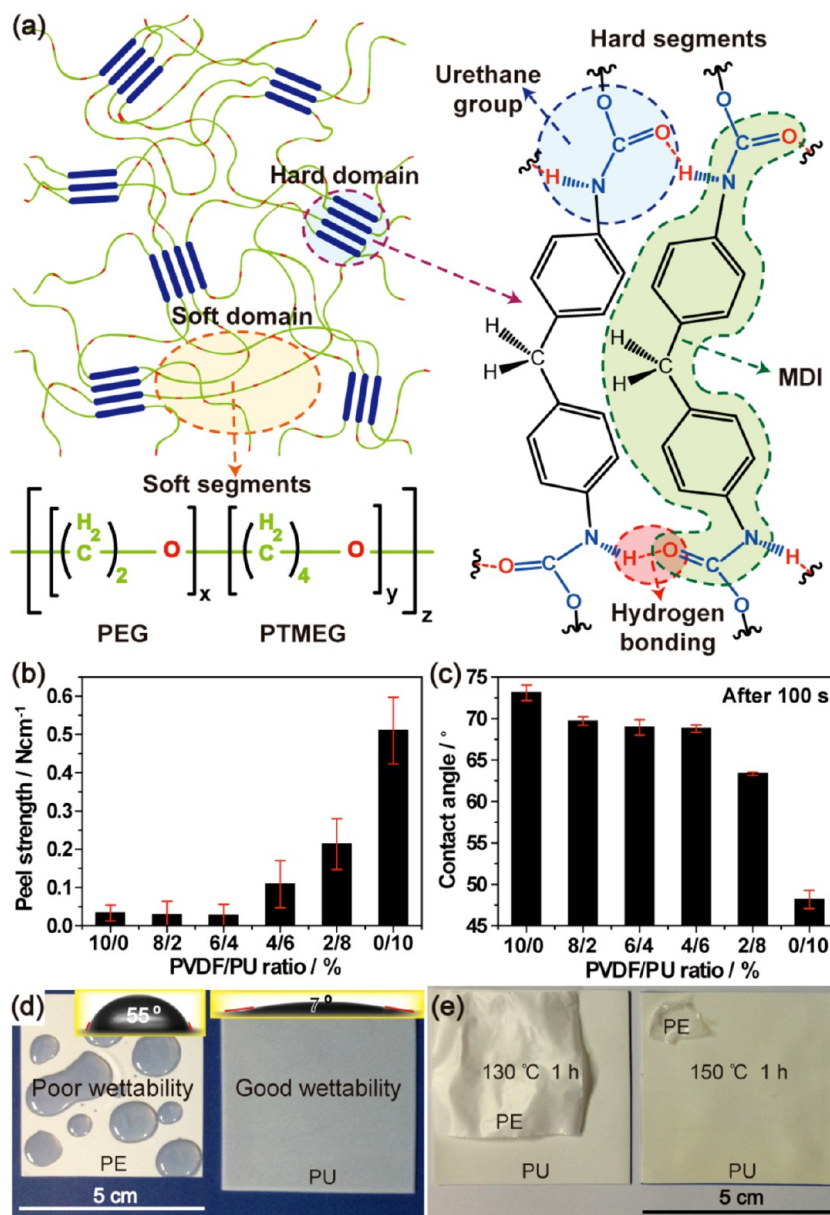 (a)
Hard segments
Urethane
group
O
C
O
H
N
H
O
C
O
N
H
Hard domain
Soft domain
H
H
C
H
H
C
MDI
Soft segments
H
2
C
2
O
x
H
2
C
4
O
y
z
PEG
PTMEG
O
C
N
H
O
C
N
H
O
O
Hydrogen
bonding
(b)
Peel strength / Ncm⁻¹
0.6
0.5
0.4
0.3
0.2
0.1
0.0
10/0 8/2 6/4 4/6 2/8 0/10
PVDF/PU ratio / %
(c)
After 100 s
Contact angle / °
75
70
65
60
55
50
45
10/0 8/2 6/4 4/6 2/8 0/10
PVDF/PU ratio / %
(d)
55°
7°
Poor wettability
Good wettability
PE
PU
5 cm
(e)
PE
130 ℃ 1 h
150 ℃ 1 h
PE
PU
PU
5 cm